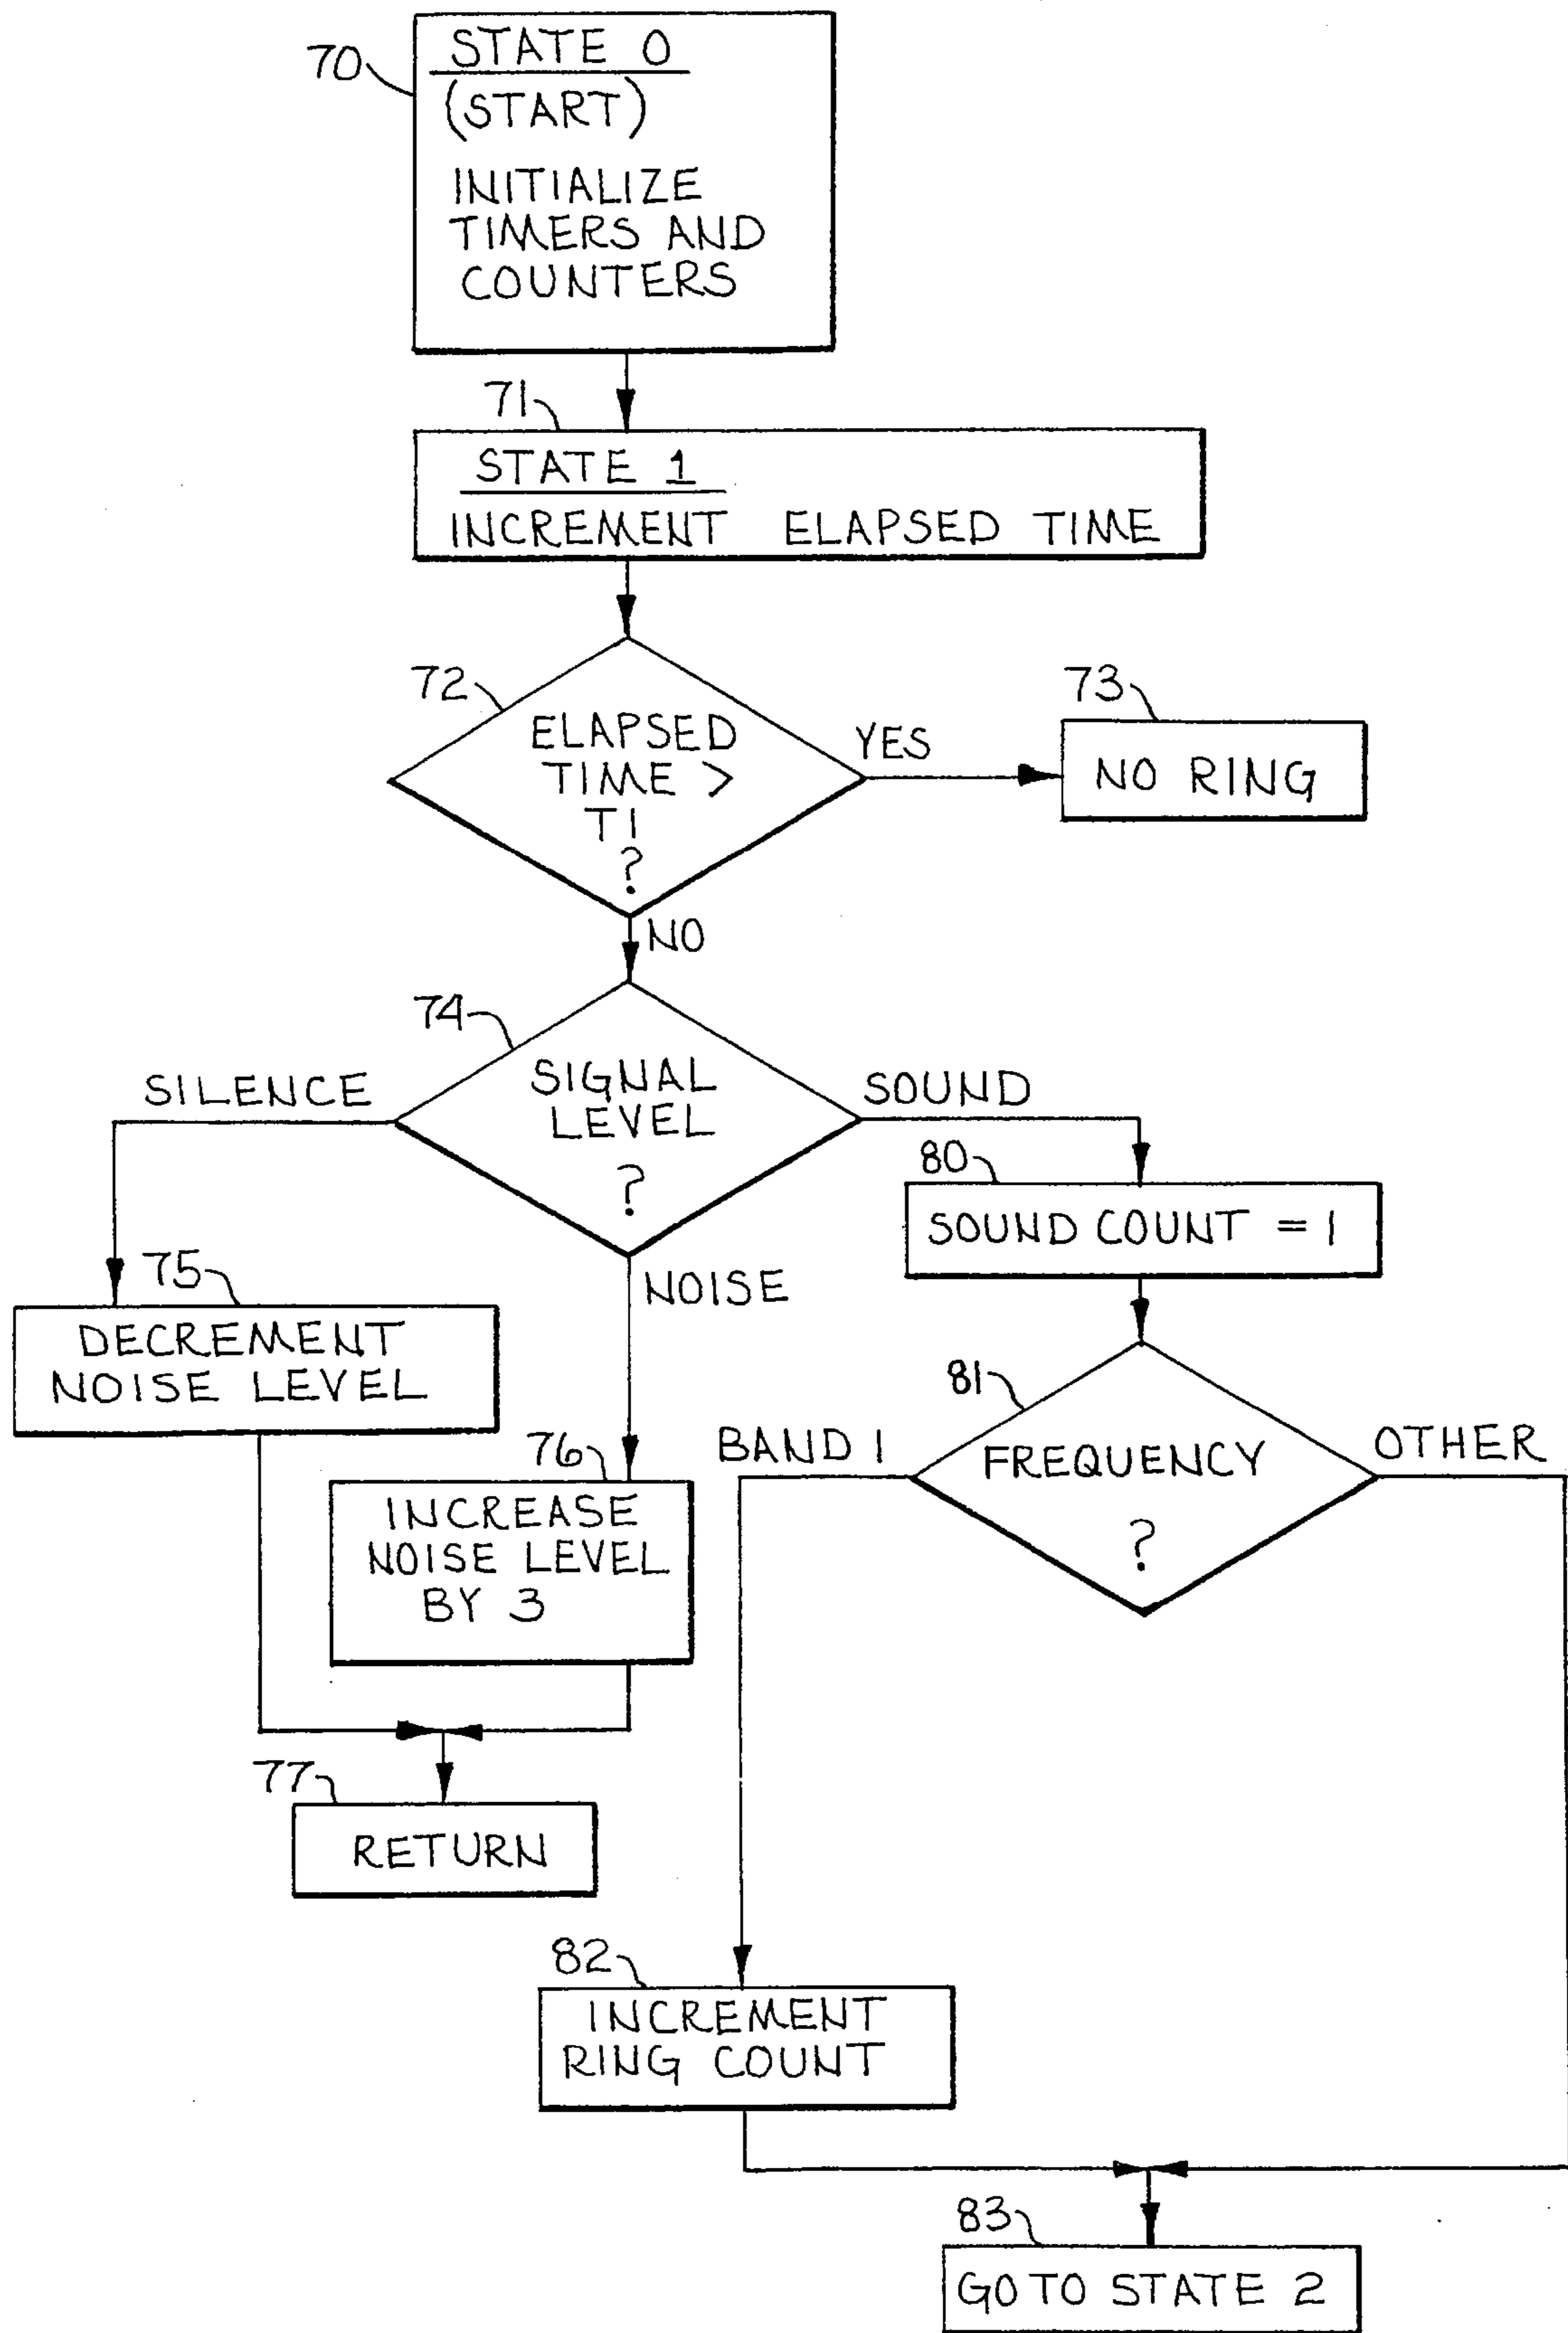 70
STATE 0
(START)
INITIALIZE
TIMERS AND
COUNTERS
71
STATE 1
INCREMENT ELAPSED TIME
72
ELAPSED
TIME >
T1
?
YES
73
NO RING
NO
74
SIGNAL
LEVEL
?
SILENCE
SOUND
80
SOUND COUNT = 1
75
DECREMENT
NOISE LEVEL
NOISE
76
INCREASE
NOISE LEVEL
BY 3
81
FREQUENCY
?
BAND 1
OTHER
77
RETURN
82
INCREMENT
RING COUNT
83
GO TO STATE 2